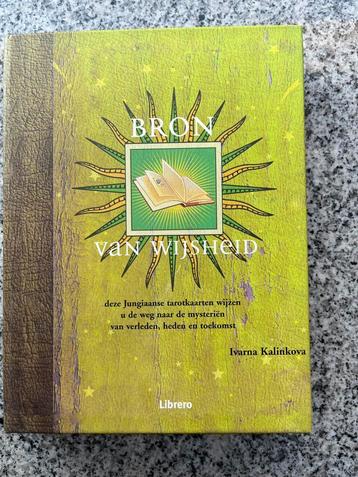 BRON
van WIJSHEID
deze Jungiaanse tarotkaarten wijzen
u de weg naar de mysteriën
van verleden, heden en toekomst
Ivarna Kalinkova
Librero